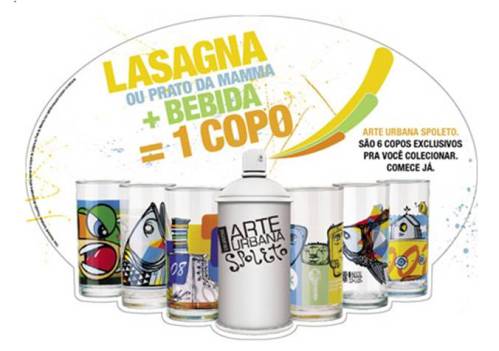 LASAGNA
OU PRATO DA MAMMA
+ BEBIDA
= 1 COPO
ARTE URBANA SPOLETO.
SÃO 6 COPOS EXCLUSIVOS
PRA VOCÊ COLECIONAR.
COMECE JÁ.
ARTE
URBANA
Spoleto
08